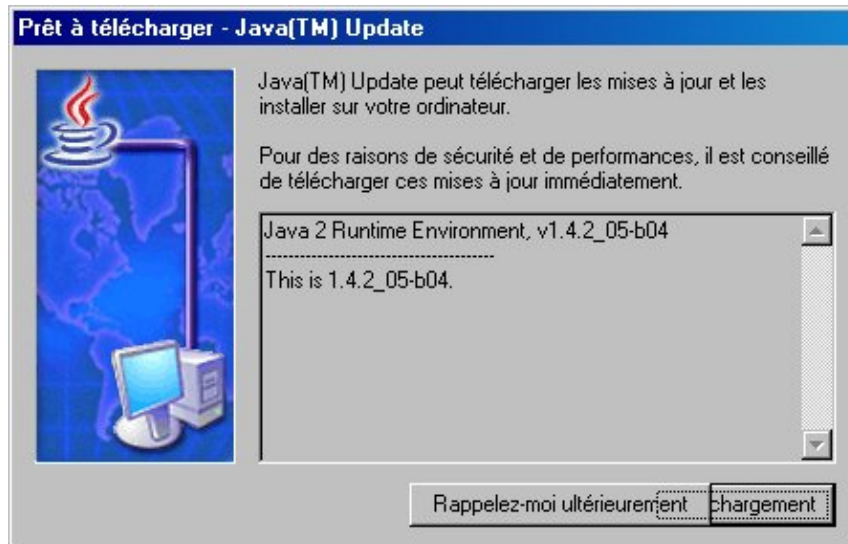 Prêt à télécharger - Java(TM) Update
Java(TM) Update peut télécharger les mises à jour et les
installer sur votre ordinateur.
Pour des raisons de sécurité et de performances, il est conseillé
de télécharger ces mises à jour immédiatement.
Java 2 Runtime Environment, v1.4.2_05-b04
--------------------------------------
This is 1.4.2_05-b04.
Rappelez-moi ultérieurement chargement